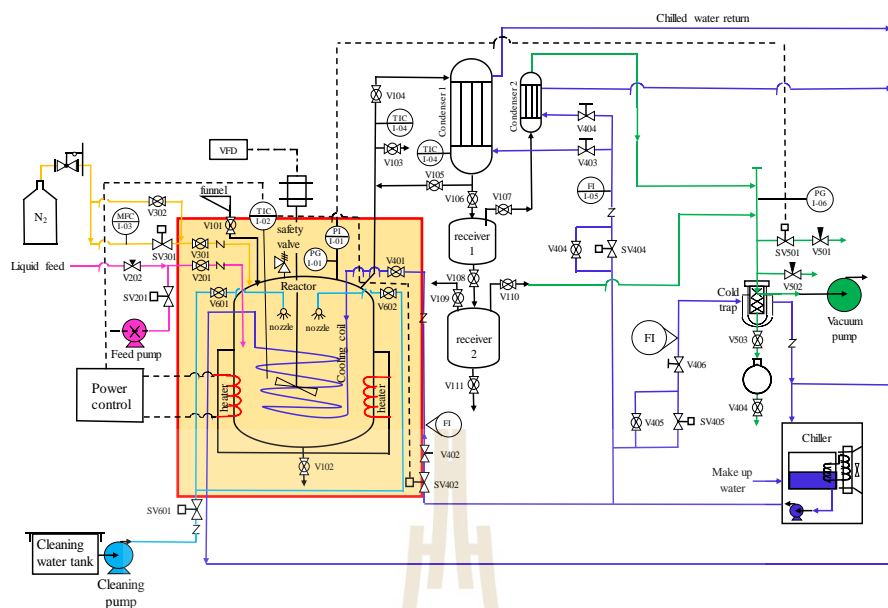 Chilled water return
Condenser 1
Condenser 2
V104
TIC
I-04
V103
TIC
I-04
V105
V106
V107
V404
V403
FI
I-05
VFD
N2
V302
MFC
I-03
SV301
funnel
V101
TIC
I-02
safety
valve
PI
I-01
PG
I-01
V301
V201
V401
Liquid feed
V202
SV201
V601
Reactor
V602
nozzle
nozzle
Cooling coil
Feed pump
Power
control
heater
heater
V102
receiver
1
V108
V109
V110
receiver
2
V111
V404
SV404
PG
I-06
SV501
V501
V502
Cold
trap
Vacuum
pump
V503
FI
V406
V405
SV405
V404
FI
V402
SV402
Chiller
Make up
water
SV601
Cleaning
water tank
Cleaning
pump